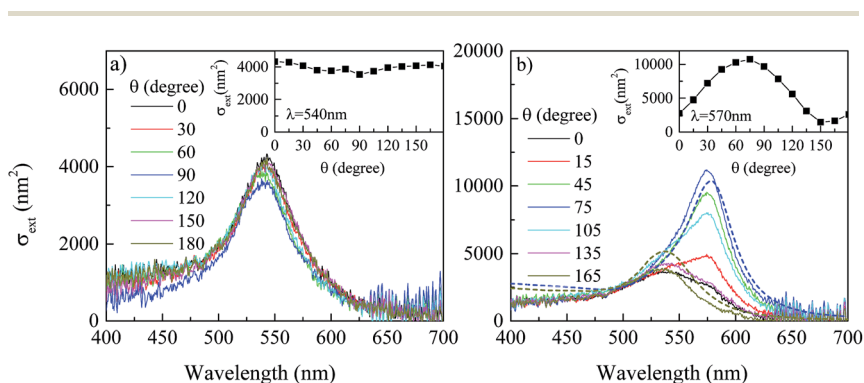 a)
θ (degree)
0
30
60
90
120
150
180
σext (nm²)
6000
4000
2000
0
400 450 500 550 600 650 700
Wavelength (nm)
σext(nm²)
4000
2000
0
λ=540nm
0 30 60 90 120 150
θ (degree)
b)
θ (degree)
0
15
45
75
105
135
165
20000
15000
10000
5000
0
400 450 500 550 600 650 700
Wavelength (nm)
σext(nm²)
10000
5000
0
λ=570nm
0 30 60 90 120 150
θ (degree)